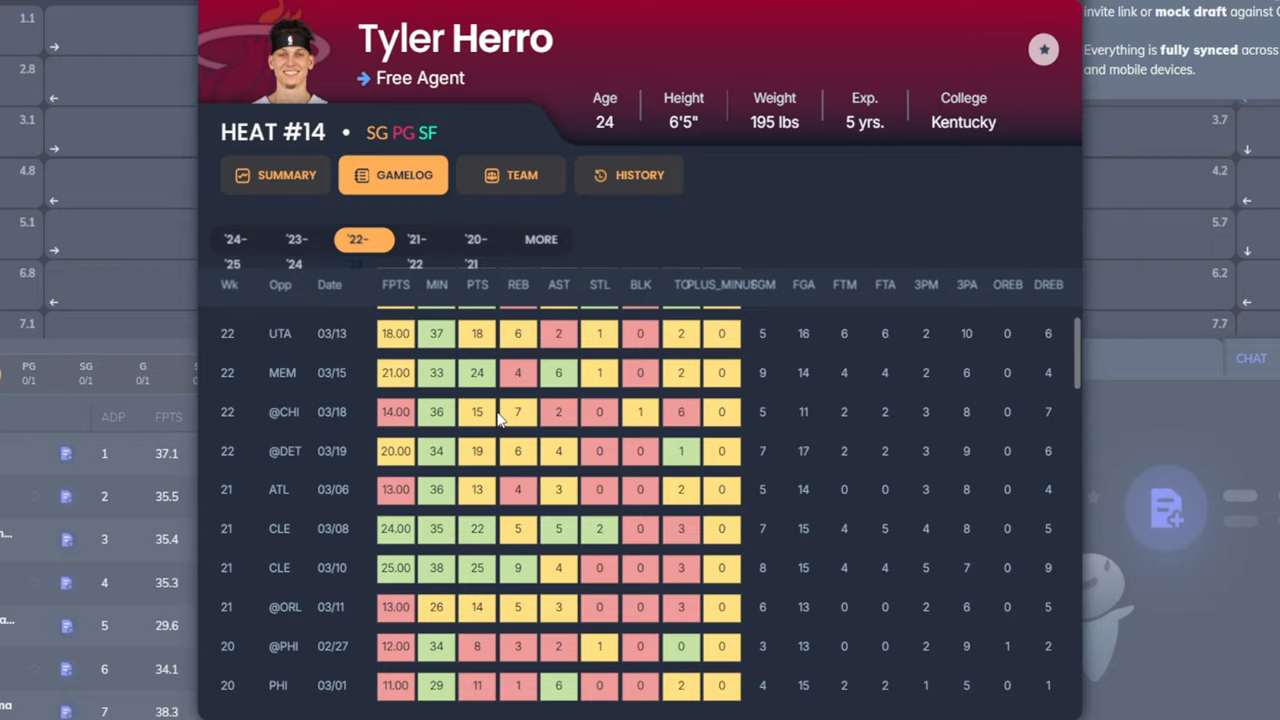 1.1
2.8
3.1
4.8
5.1
6.8
7.1
Tyler Herro
Free Agent
Age Height Weight Exp. College
24 6'5" 195 lbs 5 yrs. Kentucky
HEAT #14 • SG PG SF
SUMMARY GAMELOG TEAM HISTORY
'24- '23- '22- '21- '20- MORE
'25 '24 '23 '22 '21
Wk Opp Date FPTS MIN PTS REB AST STL BLK TO PLUS_MINUS FGM FGA FTM FTA 3PM 3PA OREB DREB
22 UTA 03/13 18.00 37 18 6 2 1 0 2 0 5 16 6 6 2 10 0 6
22 MEM 03/15 21.00 33 24 4 6 1 0 2 0 9 14 4 4 2 6 0 4
22 @CHI 03/18 14.00 36 15 7 2 0 1 6 0 5 11 2 2 3 8 0 7
22 @DET 03/19 20.00 34 19 6 4 0 0 1 0 7 17 2 2 3 9 0 6
21 ATL 03/06 13.00 36 13 4 3 0 0 2 0 5 14 0 0 3 8 0 4
21 CLE 03/08 24.00 35 22 5 5 2 0 3 0 7 15 4 5 4 8 0 5
21 CLE 03/10 25.00 38 25 9 4 0 0 3 0 8 15 4 4 5 7 0 9
21 @ORL 03/11 13.00 26 14 5 3 0 0 3 0 6 13 0 0 2 6 0 5
20 @PHI 02/27 12.00 34 8 3 2 1 0 0 0 3 13 0 0 2 9 1 2
20 PHI 03/01 11.00 29 11 1 6 0 0 2 0 4 15 2 2 1 5 0 1
PG SG G
0/1 0/1 0/1
ADP FPTS
1 37.1
2 35.5
3 35.4
4 35.3
5 29.6
6 34.1
7 38.3
invite link or mock draft against
Everything is fully synced across
and mobile devices.
3.7
4.2
5.7
6.2
7.7
CHAT